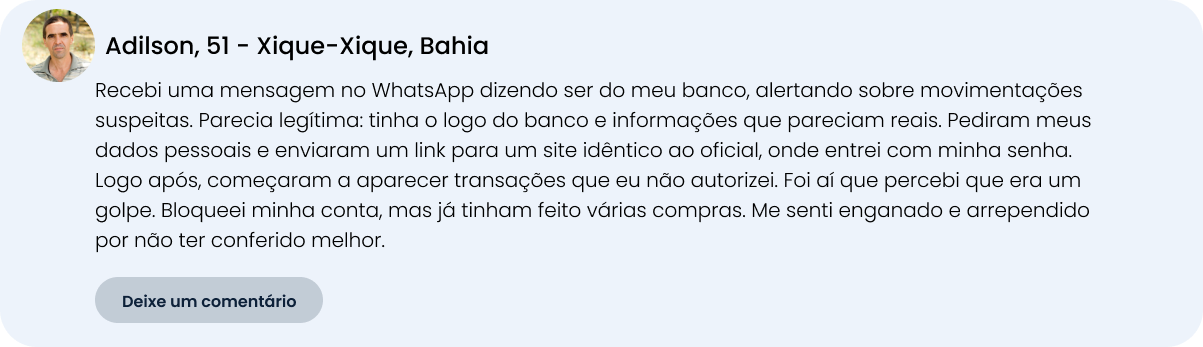 Adilson, 51 - Xique-Xique, Bahia
Recebi uma mensagem no WhatsApp dizendo ser do meu banco, alertando sobre movimentações
suspeitas. Parecia legítima: tinha o logo do banco e informações que pareciam reais. Pediram meus
dados pessoais e enviaram um link para um site idêntico ao oficial, onde entrei com minha senha.
Logo após, começaram a aparecer transações que eu não autorizei. Foi aí que percebi que era um
golpe. Bloqueei minha conta, mas já tinham feito várias compras. Me senti enganado e arrependido
por não ter conferido melhor.
Deixe um comentário